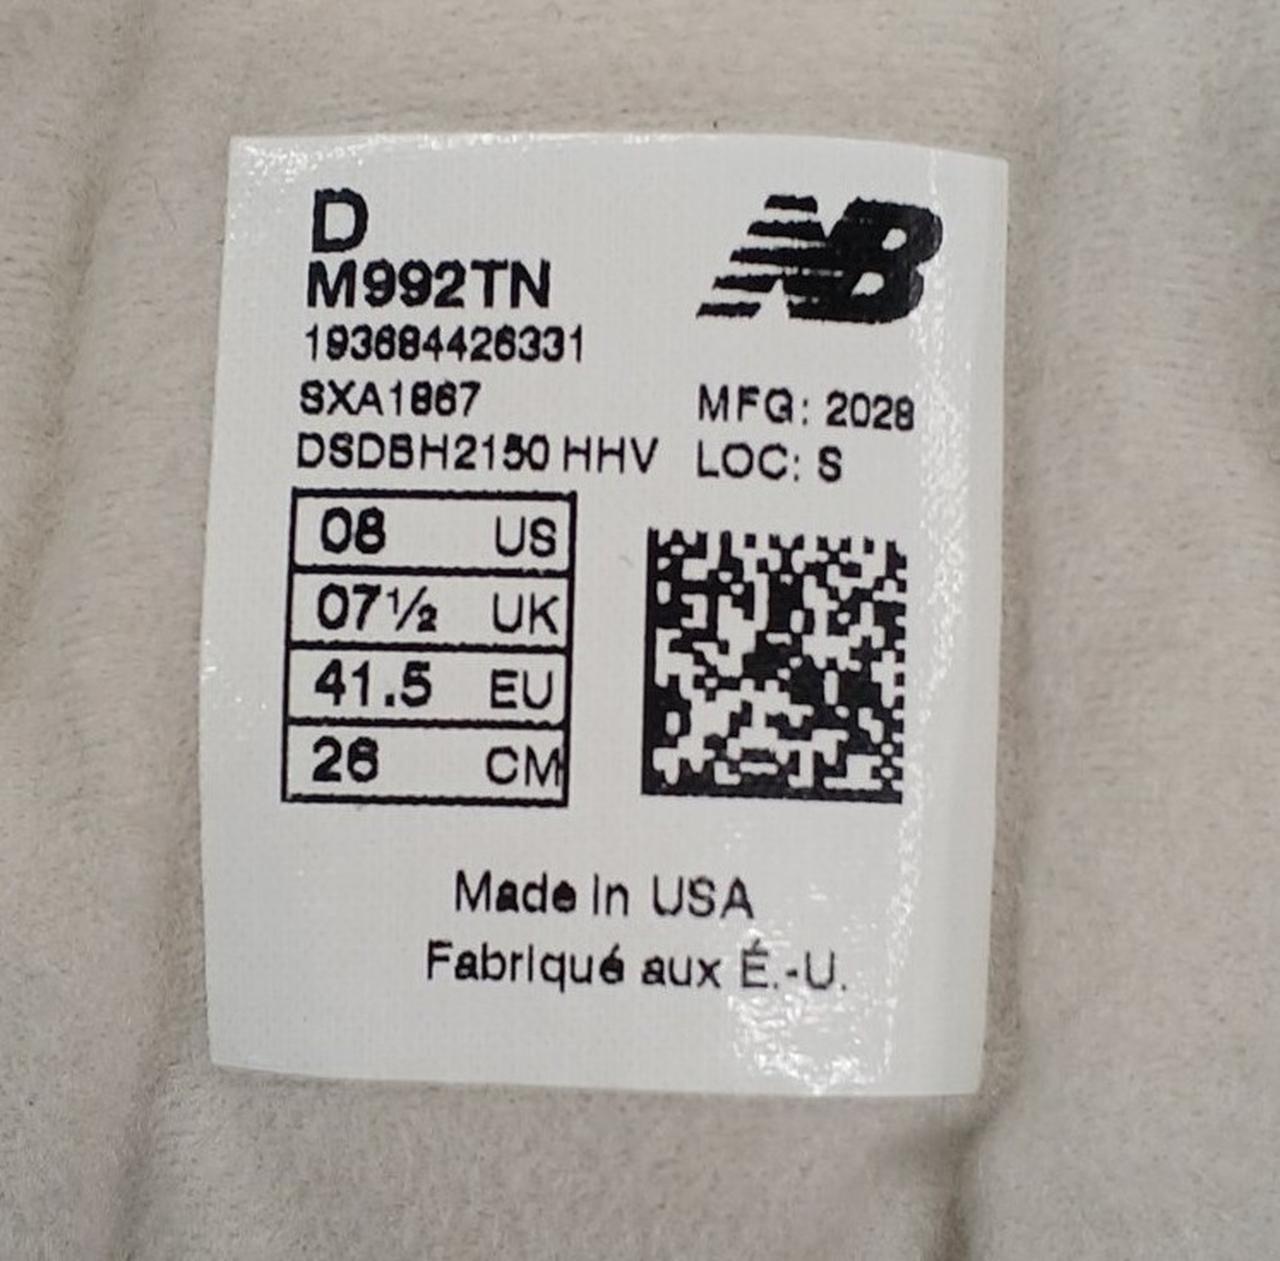 D
NB
M992TN
193684426331
SXA1867
MFG: 2028
DSDBH2150 HHV
LOC: S
08 US
07½ UK
41.5 EU
26 CM
Made in USA
Fabriqué aux É.-U.